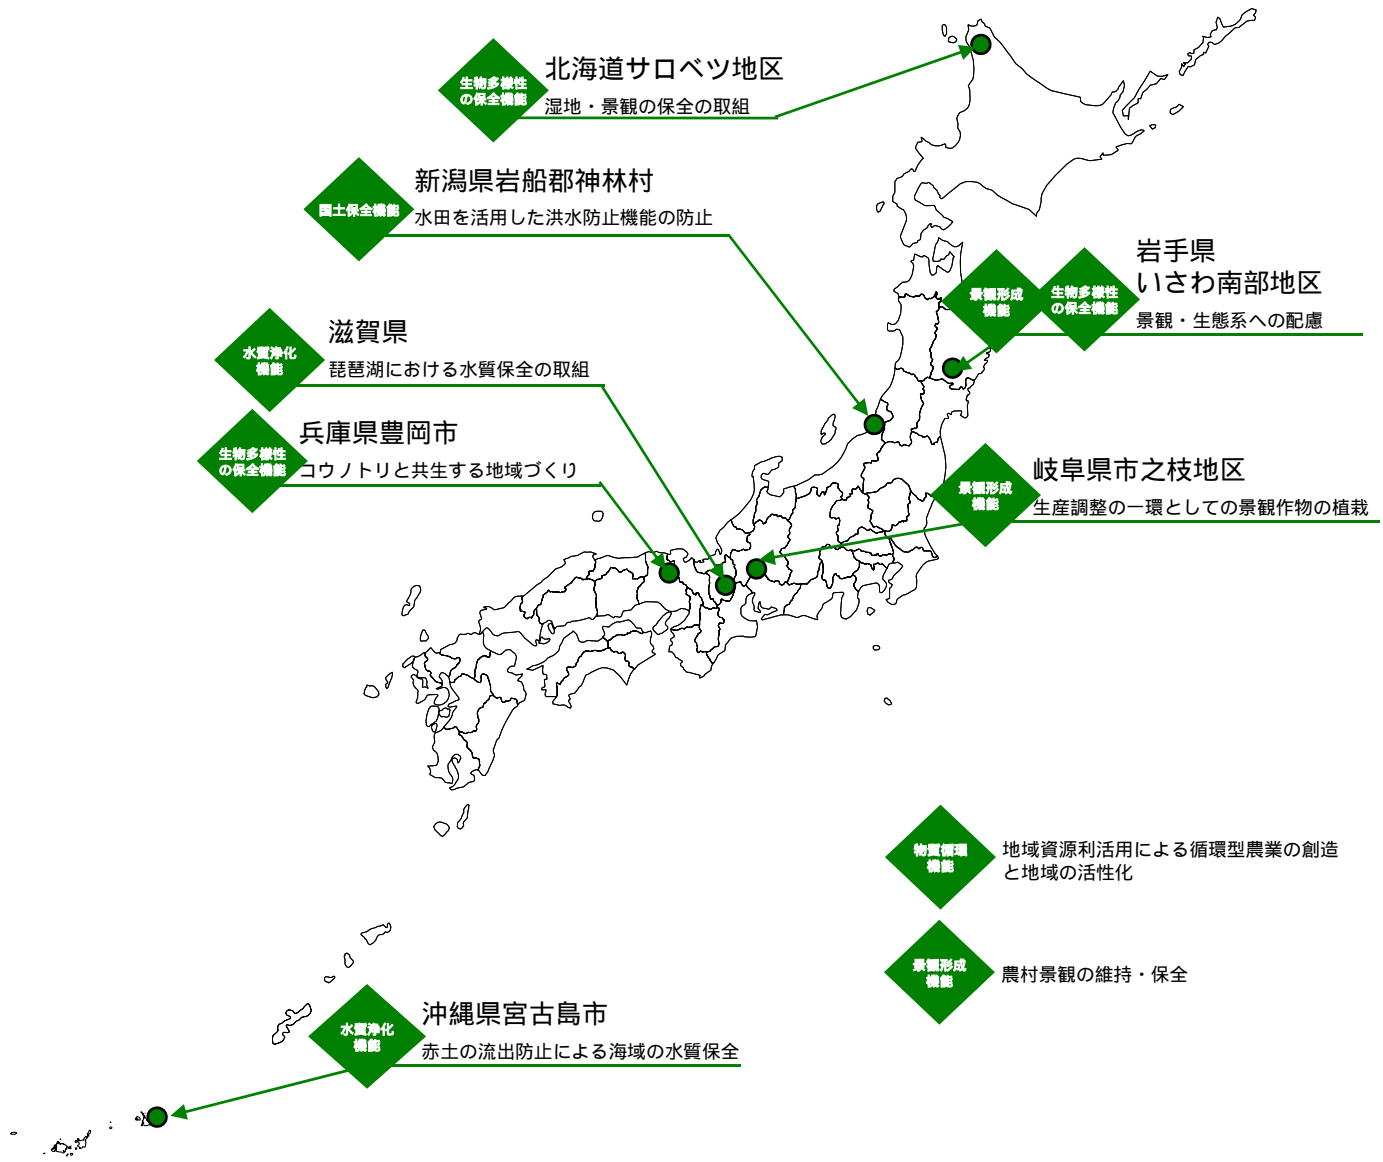 生物多様性
の保全機能
北海道サロベツ地区
湿地・景観の保全の取組
国土保全機能
新潟県岩船郡神林村
水田を活用した洪水防止機能の防止
景観形成
機能
生物多様性
の保全機能
岩手県
いさわ南部地区
景観・生態系への配慮
水質浄化
機能
滋賀県
琵琶湖における水質保全の取組
生物多様性
の保全機能
兵庫県豊岡市
コウノトリと共生する地域づくり
景観形成
機能
岐阜県市之枝地区
生産調整の一環としての景観作物の植栽
物質循環
機能
地域資源利活用による循環型農業の創造
と地域の活性化
景観形成
機能
農村景観の維持・保全
水質浄化
機能
沖縄県宮古島市
赤土の流出防止による海域の水質保全